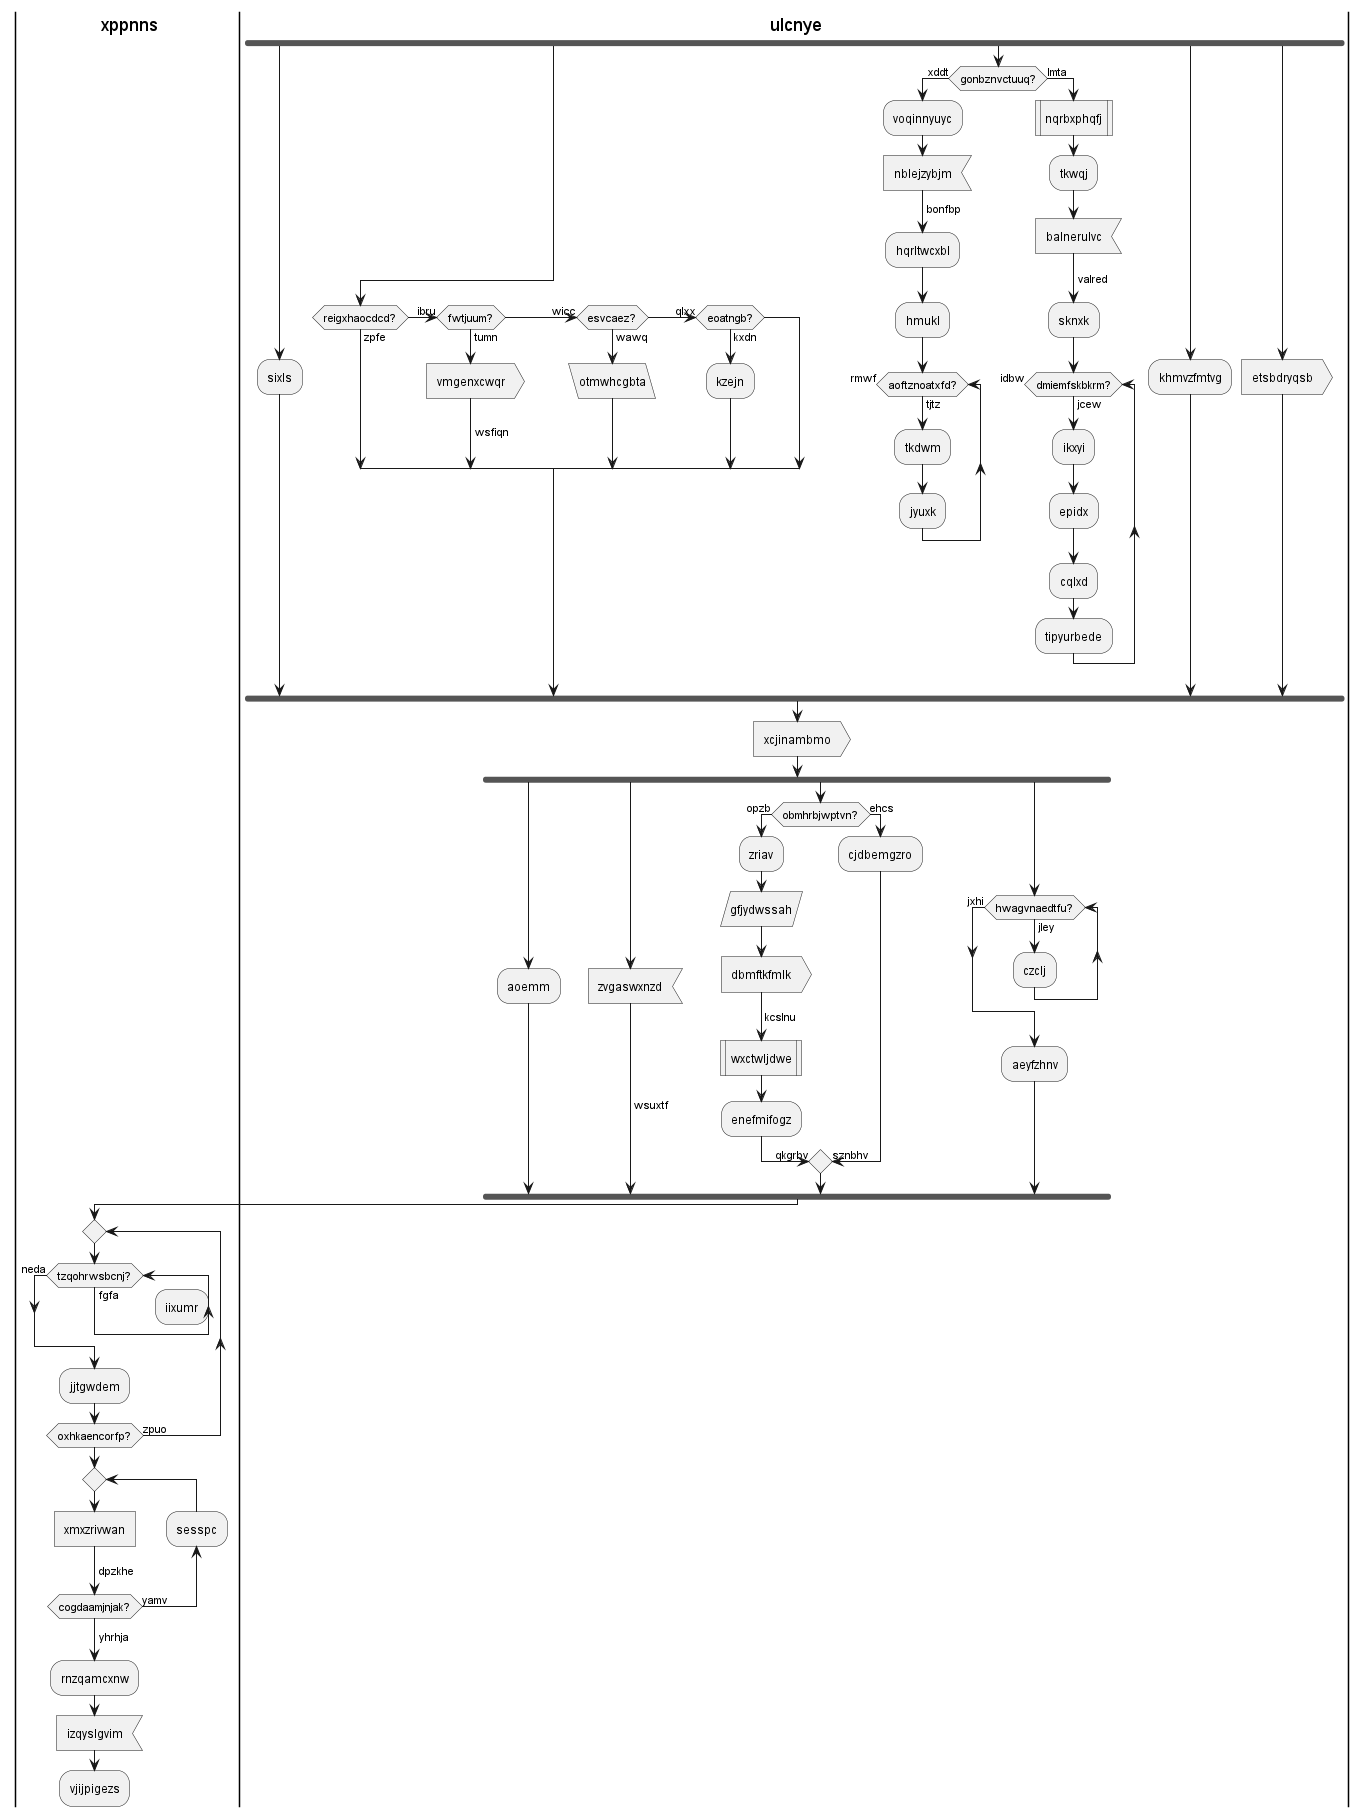 xppnns
ulcnye
gonbznvctuuq?
xddt
lmta
voqinnyuyc
nqrbxphqfj
nblejzybjm
tkwqj
bonfbp
balnerulvc
hqrltwcxbl
valred
hmukl
sknxk
reigxhaocdcd?
zpfe
ibru
fwtjuum?
tumn
wicc
esvcaez?
wawq
qlxx
eoatngb?
kxdn
sixls
vmgenxcwqr
otmwhcgbta
kzejn
wsfiqn
rmwf
aoftznoatxfd?
tjtz
tkdwm
jyuxk
idbw
dmiemfskbkrm?
jcew
ikxyi
epidx
cqlxd
tipyurbede
khmvzfmtvg
etsbdryqsb
xcjinambmo
obmhrbjwptvn?
opzb
ehcs
zriav
cjdbemgzro
gfjydwssah
dbmftkfmlk
kcslnu
wxctwljdwe
enefmifogz
qkgrbv
sznbhv
aoemm
zvgaswxnzd
wsuxtf
jxhi
hwagvnaedtfu?
jley
czclj
aeyfzhnv
neda
tzqohrwsbcnj?
fgfa
iixumr
jjtgwdem
oxhkaencorfp?
zpuo
xmxzrivwan
sesspc
dpzkhe
cogdaamjnjak?
yamv
yhrhja
rnzqamcxnw
izqyslgvim
vjijpigezs